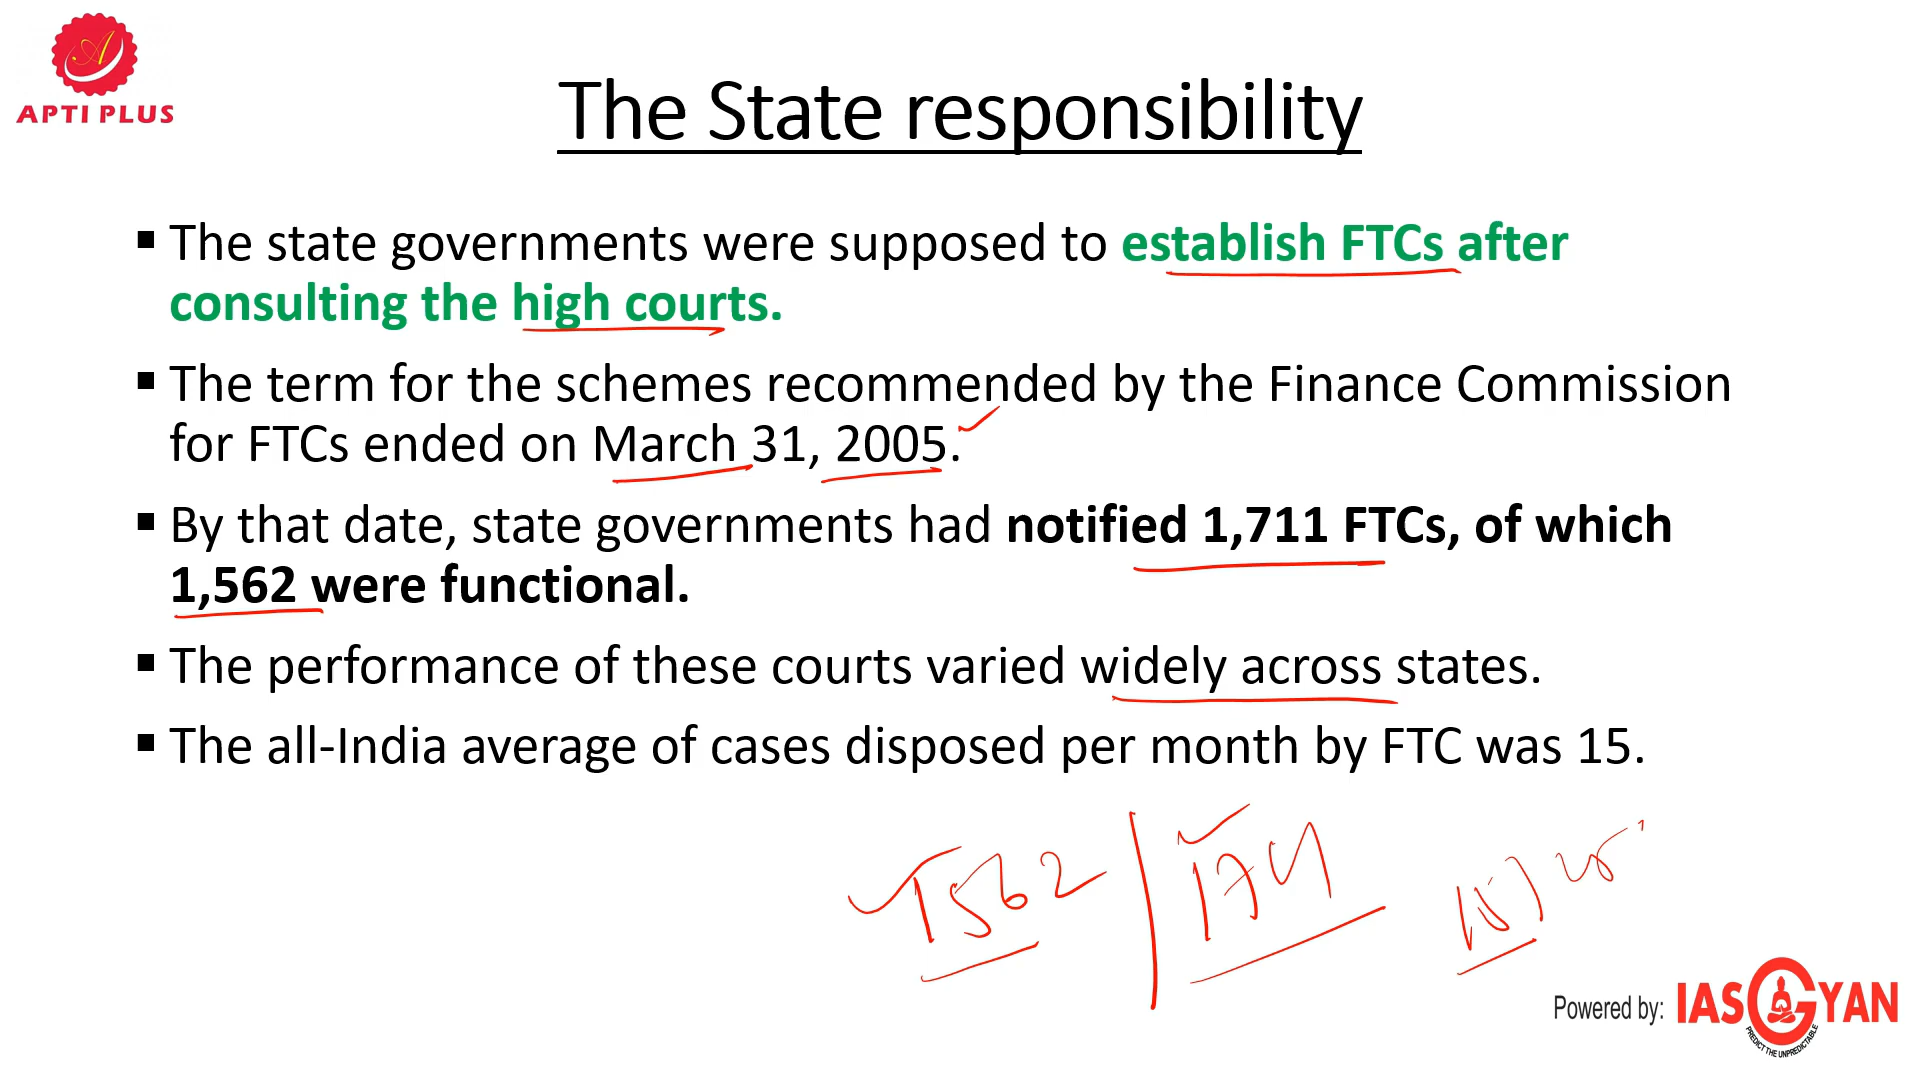 APTI PLUS
The State responsibility
▪ The state governments were supposed to establish FTCs after
consulting the high courts.
▪ The term for the schemes recommended by the Finance Commission
for FTCs ended on March 31, 2005.
▪ By that date, state governments had notified 1,711 FTCs, of which
1,562 were functional.
▪ The performance of these courts varied widely across states.
▪ The all-India average of cases disposed per month by FTC was 15.
1562
Powered by: IASGYAN
PREDICT THE UNPREDICTABLE